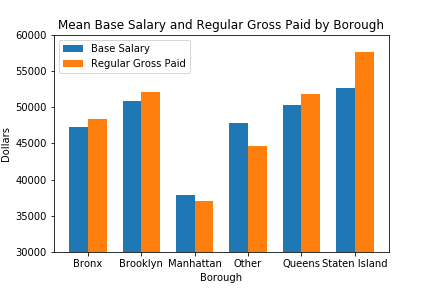 Mean Base Salary and Regular Gross Paid by Borough
Base Salary
Regular Gross Paid
60000
55000
50000
45000
40000
35000
30000
Dollars
Bronx Brooklyn Manhattan Other Queens Staten Island
Borough